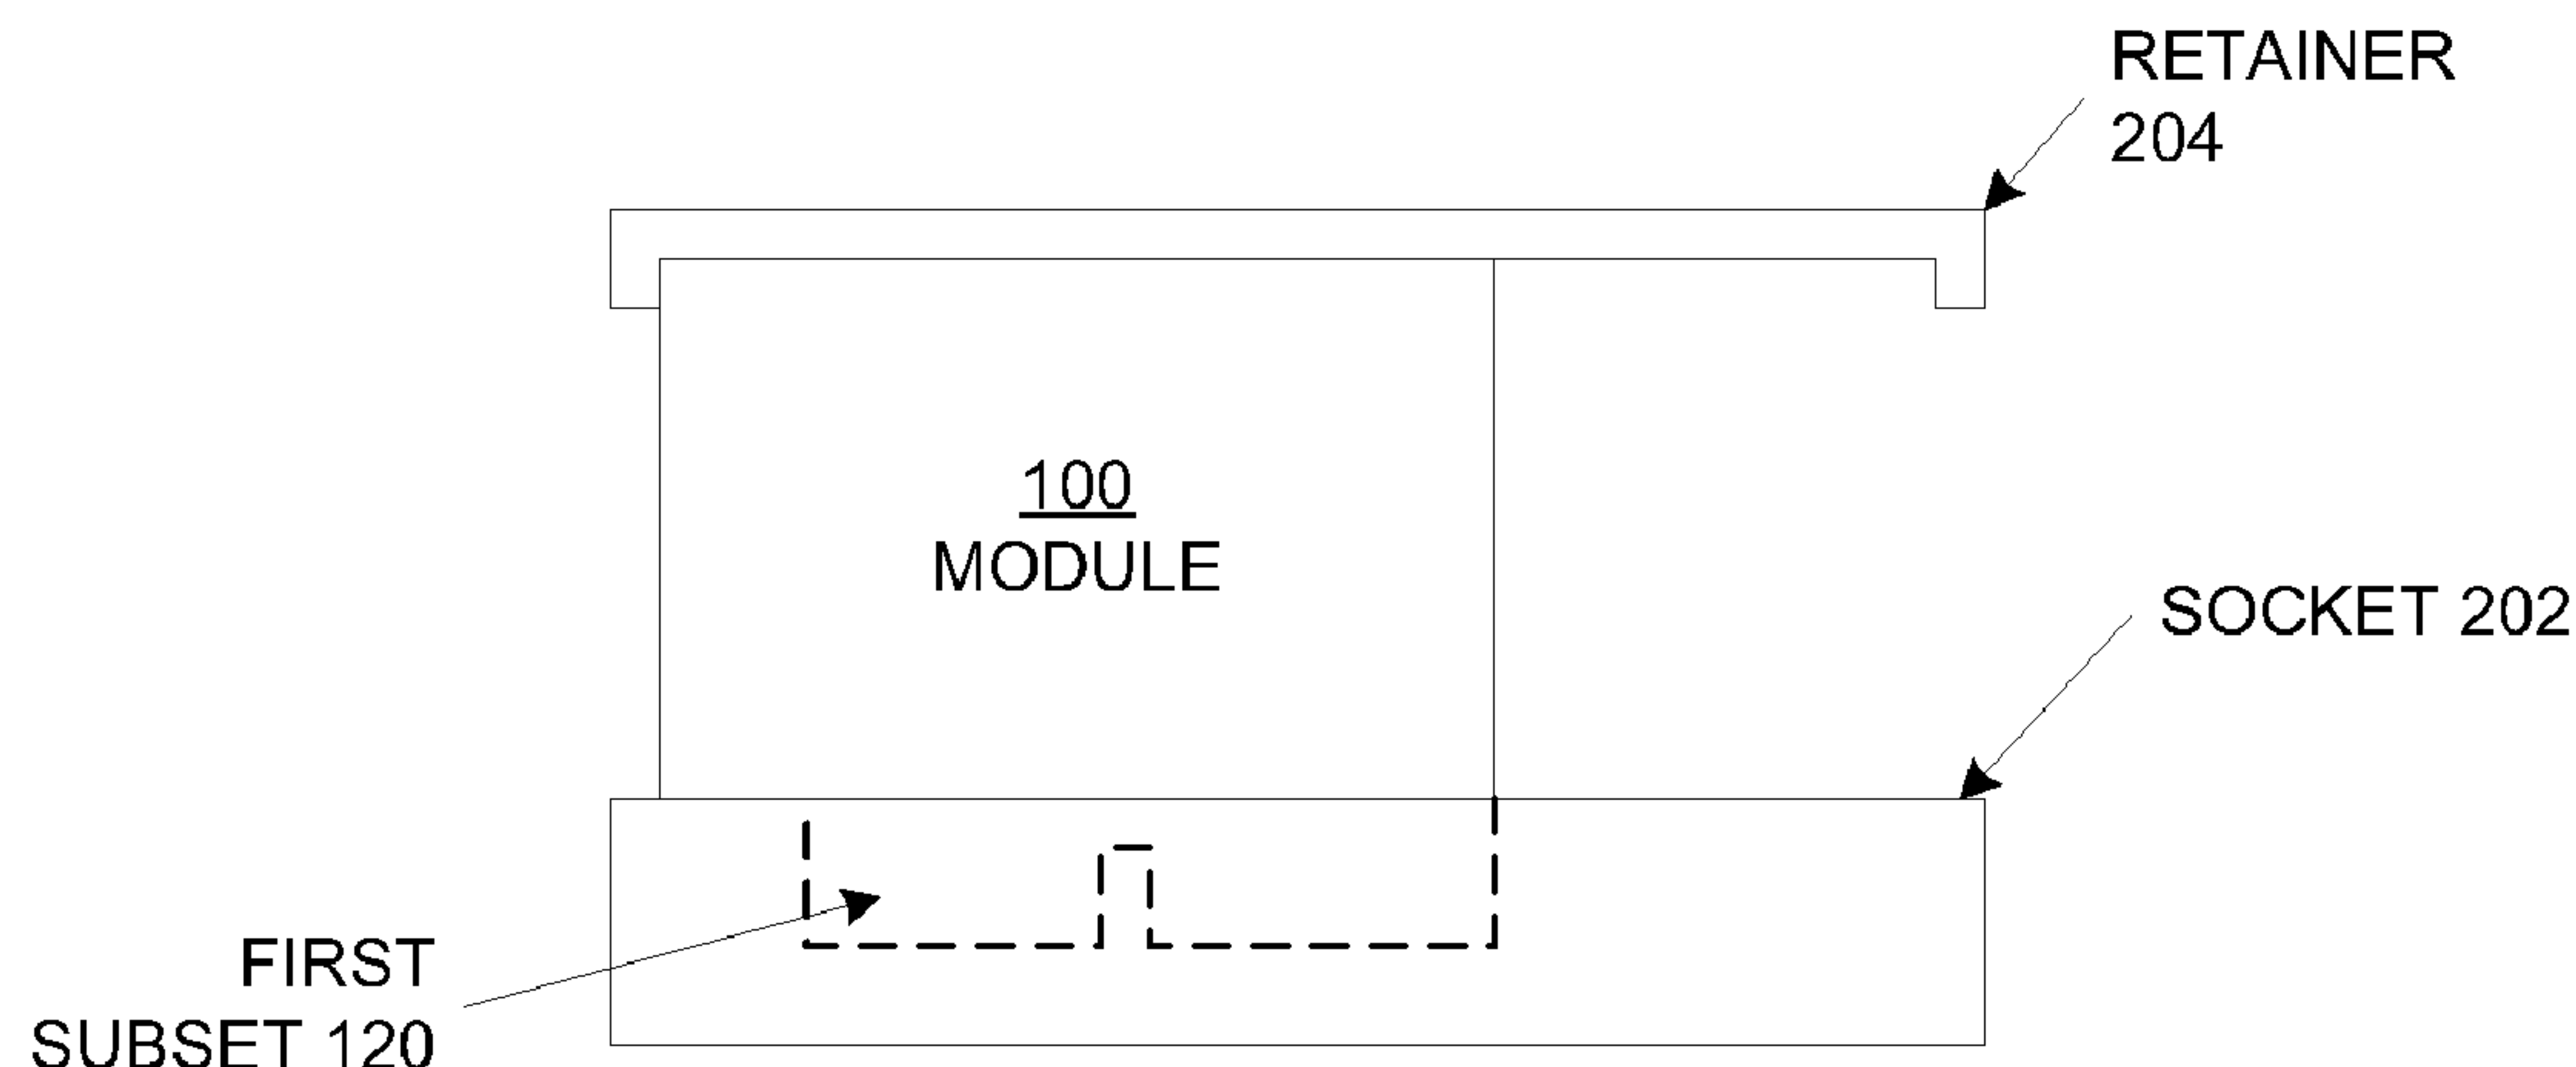 RETAINER
204
100
MODULE
SOCKET 202
FIRST
SUBSET 120